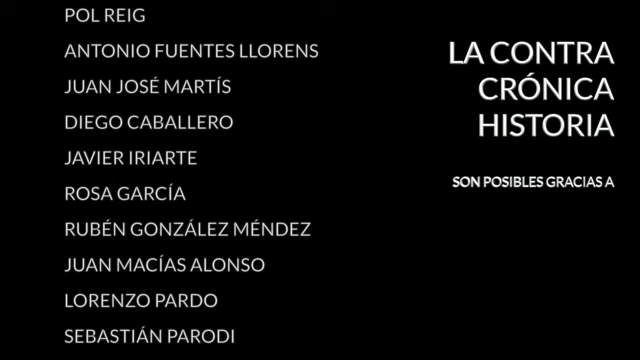 POL REIG
ANTONIO FUENTES LLORENS
JUAN JOSÉ MARTÍS
DIEGO CABALLERO
JAVIER IRIARTE
ROSA GARCÍA
RUBÉN GONZÁLEZ MÉNDEZ
JUAN MACÍAS ALONSO
LORENZO PARDO
SEBASTIÁN PARODI
LA CONTRA
CRÓNICA
HISTORIA
SON POSIBLES GRACIAS A